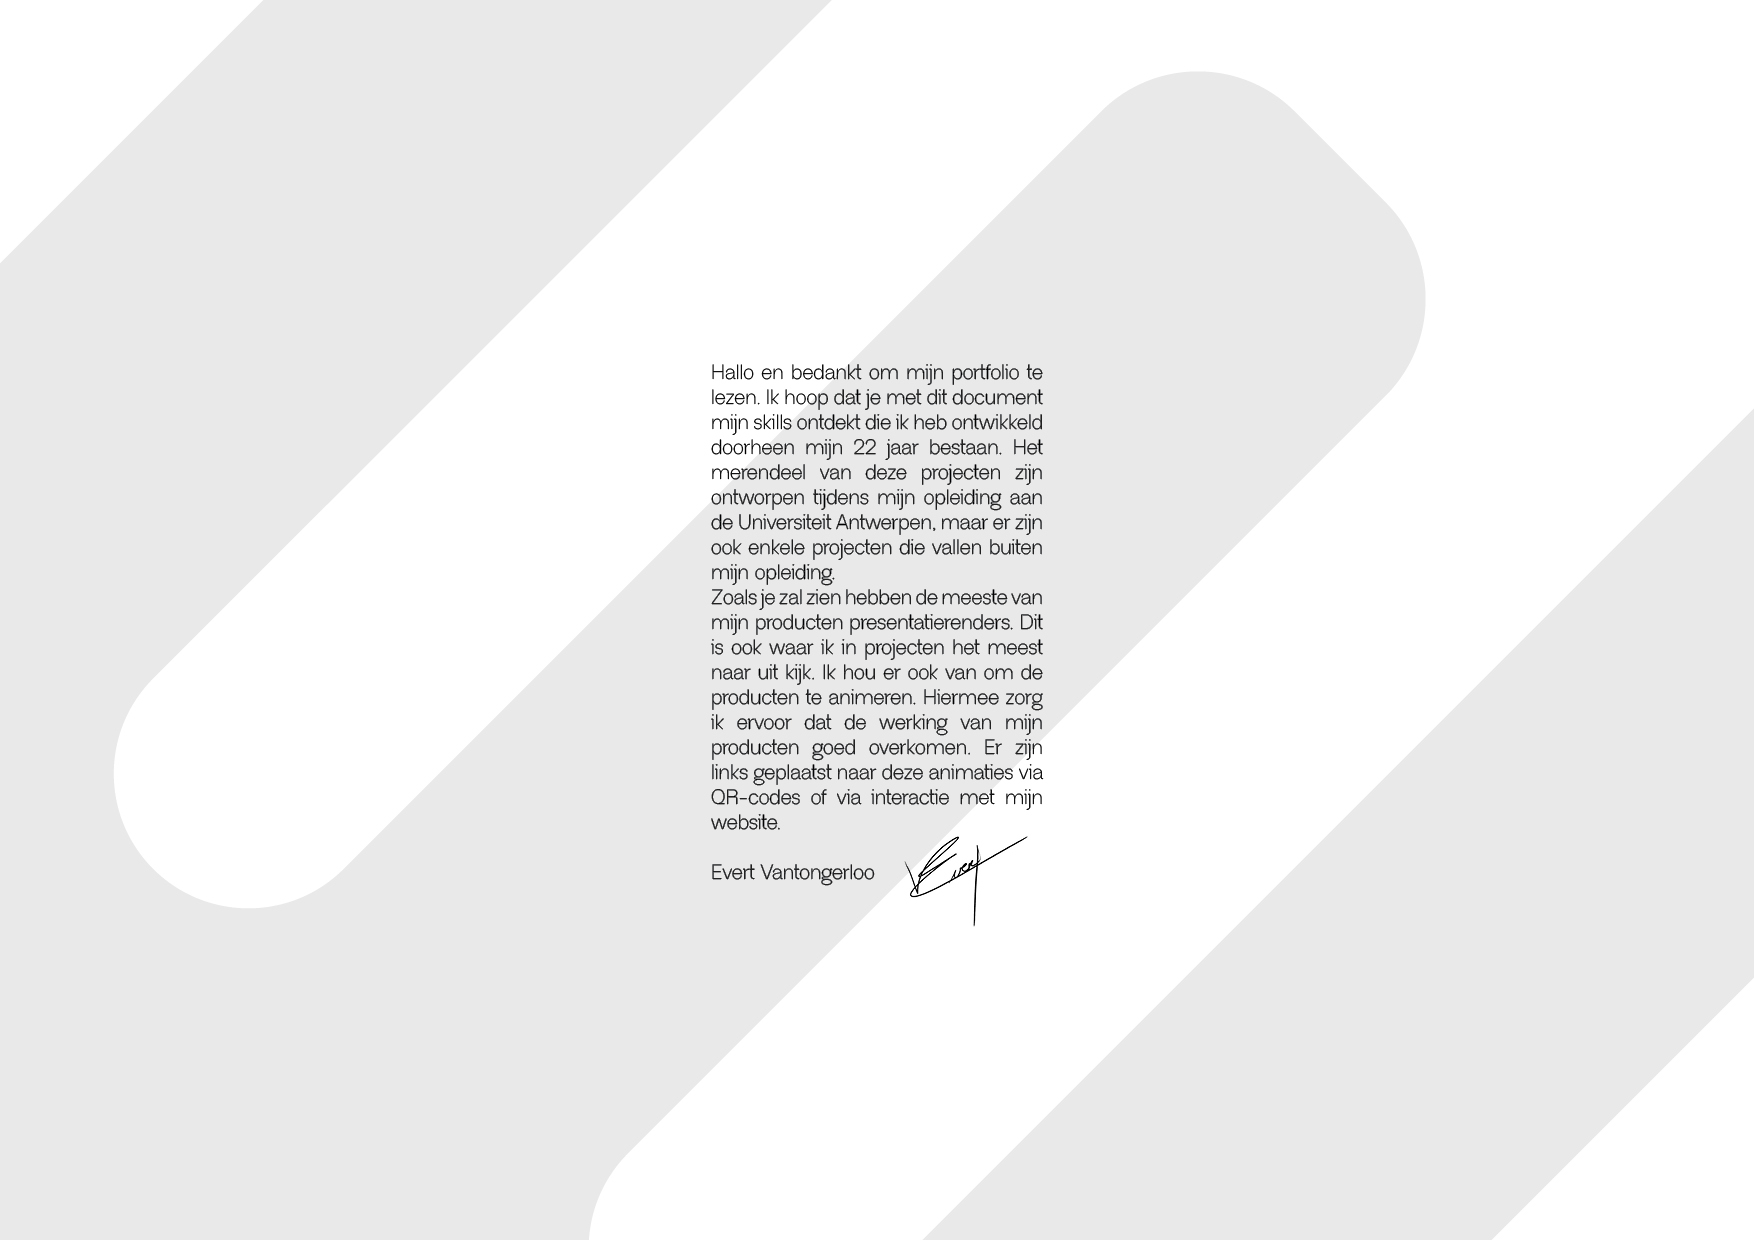 Hallo en bedankt om mijn portfolio te
lezen. Ik hoop dat je met dit document
mijn skills ontdekt die ik heb ontwikkeld
doorheen mijn 22 jaar bestaan. Het
merendeel van deze projecten zijn
ontworpen tijdens mijn opleiding aan
de Universiteit Antwerpen, maar er zijn
ook enkele projecten die vallen buiten
mijn opleiding.
Zoals je zal zien hebben de meeste van
mijn producten presentatierenders. Dit
is ook waar ik in projecten het meest
naar uit kijk. Ik hou er ook van om de
producten te animeren. Hiermee zorg
ik ervoor dat de werking van mijn
producten goed overkomen. Er zijn
links geplaatst naar deze animaties via
QR-codes of via interactie met mijn
website.
Evert Vantongerloo
Evert